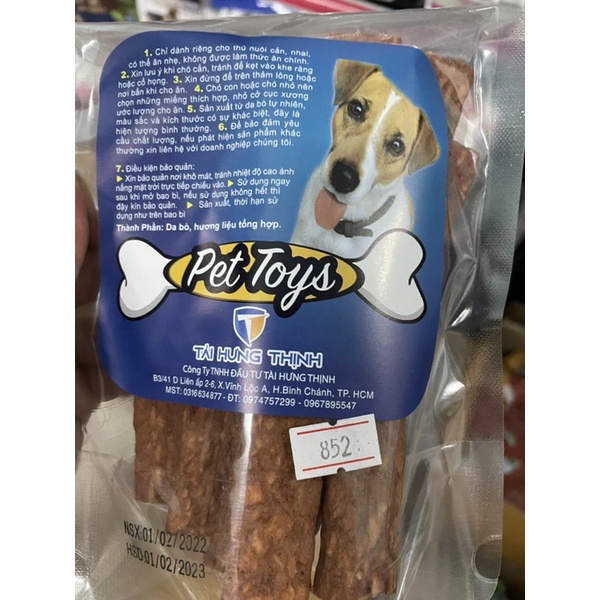 1. Chỉ dành riêng cho thú nuôi cắn, nhai,
có thể ăn nhẹ, không được làm thức ăn chính.
2. Xin lưu ý khi chó cắn, tránh để kẹt vào khe răng
hoặc cổ họng. 3. Xin đừng để trên thảm lông hoặc
nơi bẩn khi cho ăn. 4. Chó con hoặc chó nhỏ nên
chọn những miếng thích hợp, nhỏ cở cục xương
ước lượng cho ăn. 5. Sản xuất từ da bò tự nhiên,
màu sắc và kích thước có sự khác biệt, đây là
hiện tượng bình thường. 6. Để bảo đảm yêu
cầu chất lượng, nếu phát hiện sản phẩm khác
thường xin liên hệ với doanh nghiệp chúng tôi.
7. Điều kiện bảo quản:
Xin bảo quản nơi khô mát, tránh nhiệt độ cao ánh
nắng mặt trời trực tiếp chiếu vào. Sử dụng ngay
sau khi mở bao bì, nếu sử dụng không hết thì
đậy kín bảo quản. Sản xuất, thời hạn sử
dụng như trên bao bì
Thành Phần: Da bò, hương liệu tổng hợp.
Pet Toys
TÀI HƯNG THỊNH
Công Ty TNHH ĐẦU TƯ TÀI HƯNG THỊNH
B3/41 D Liên ấp 2-6, X.Vĩnh Lộc A, H.Bình Chánh, TP. HCM
MST: 0316534877 - ĐT: 0974757299 - 0967895547
852
NSX:01/02/2022
HSD:01/02/2023